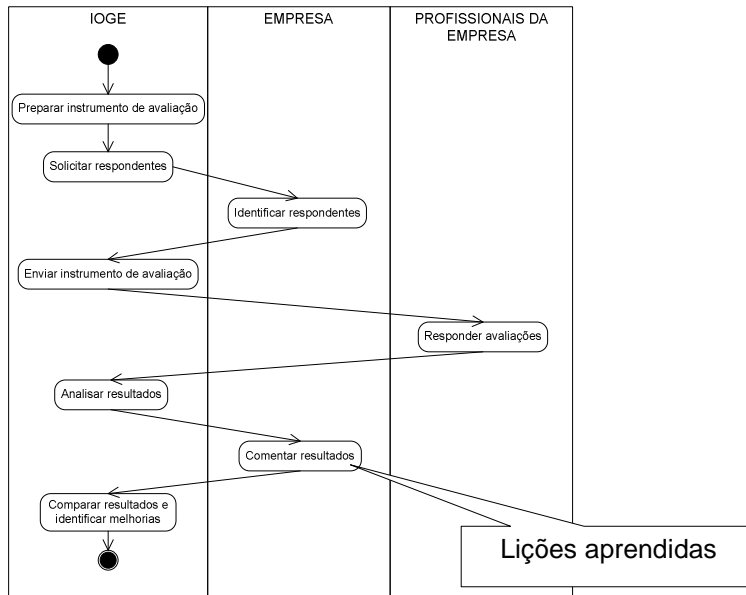 IOGE
EMPRESA
PROFISSIONAIS DA
EMPRESA
Preparar instrumento de avaliação
Solicitar respondentes
Identificar respondentes
Enviar instrumento de avaliação
Responder avaliações
Analisar resultados
Comentar resultados
Comparar resultados e
identificar melhorias
Lições aprendidas